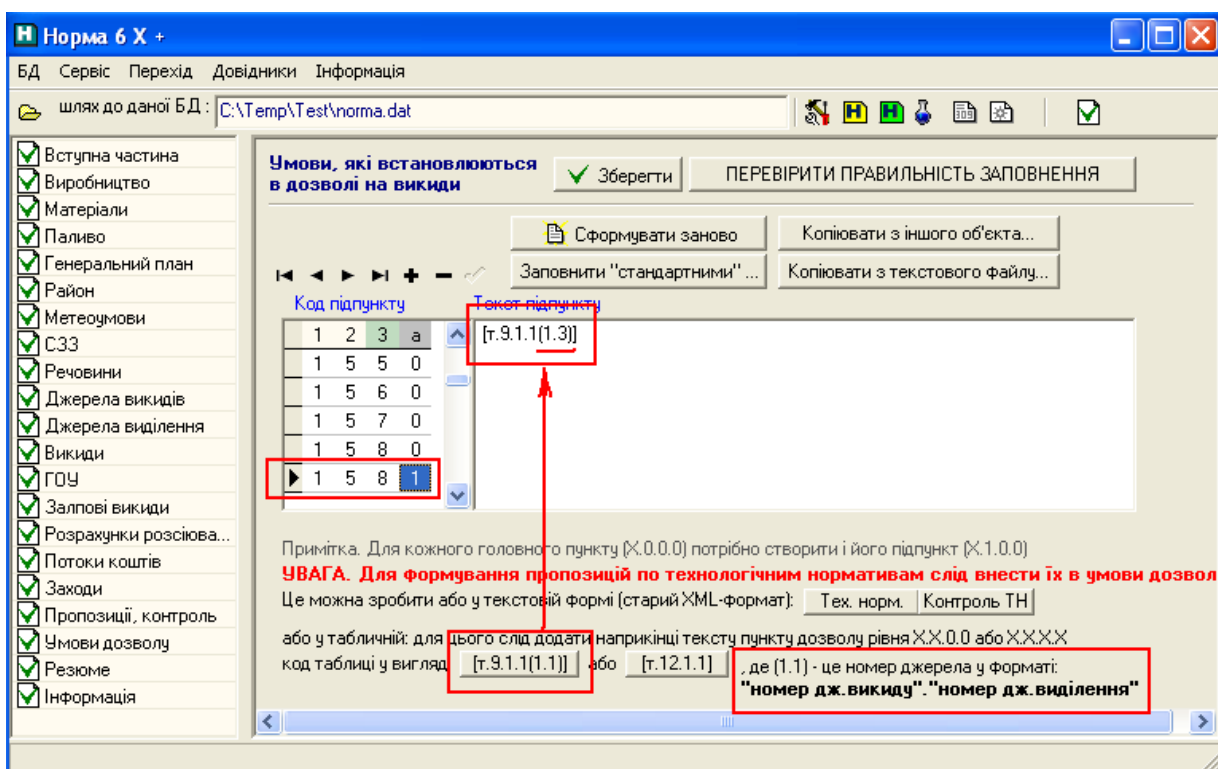 Норма 6 X +
БД Сервіс Перехід Довідники Інформація
шлях до даної БД : C:\Temp\Test\norma.dat
Вступна частина
Виробництво
Матеріали
Паливо
Генеральний план
Район
Метеоумови
СЗЗ
Речовини
Джерела викидів
Джерела виділення
Викиди
ГОУ
Залпові викиди
Розрахунки розсіюва...
Потоки коштів
Заходи
Пропозиції, контроль
Умови дозволу
Резюме
Інформація
Умови, які встановлюються
в дозволі на викиди
Зберегти
ПЕРЕВІРИТИ ПРАВИЛЬНІСТЬ ЗАПОВНЕННЯ
Сформувати заново
Копіювати з іншого об'єкта...
Заповнити "стандартними" ...
Копіювати з текстового файлу...
Код підпункту
Текст підпункту
1 2 3 а
1 5 5 0
1 5 6 0
1 5 7 0
1 5 8 0
1 5 8 1
[т.9.1.1(1.3)]
Примітка. Для кожного головного пункту (X.0.0.0) потрібно створити і його підпункт (X.1.0.0)
УВАГА. Для формування пропозицій по технологічним нормативам слід внести їх в умови дозвол
Це можна зробити або у текстовій формі (старий XML-формат): Тех. норм. Контроль ТН
або у табличній: для цього слід додати наприкінці тексту пункту дозволу рівня X.X.0.0 або X.X.X.X
код таблиці у вигляд [т.9.1.1(1.1)] або [т.12.1.1] , де (1.1) - це номер джерела у форматі:
"номер дж.викиду"."номер дж.виділення"